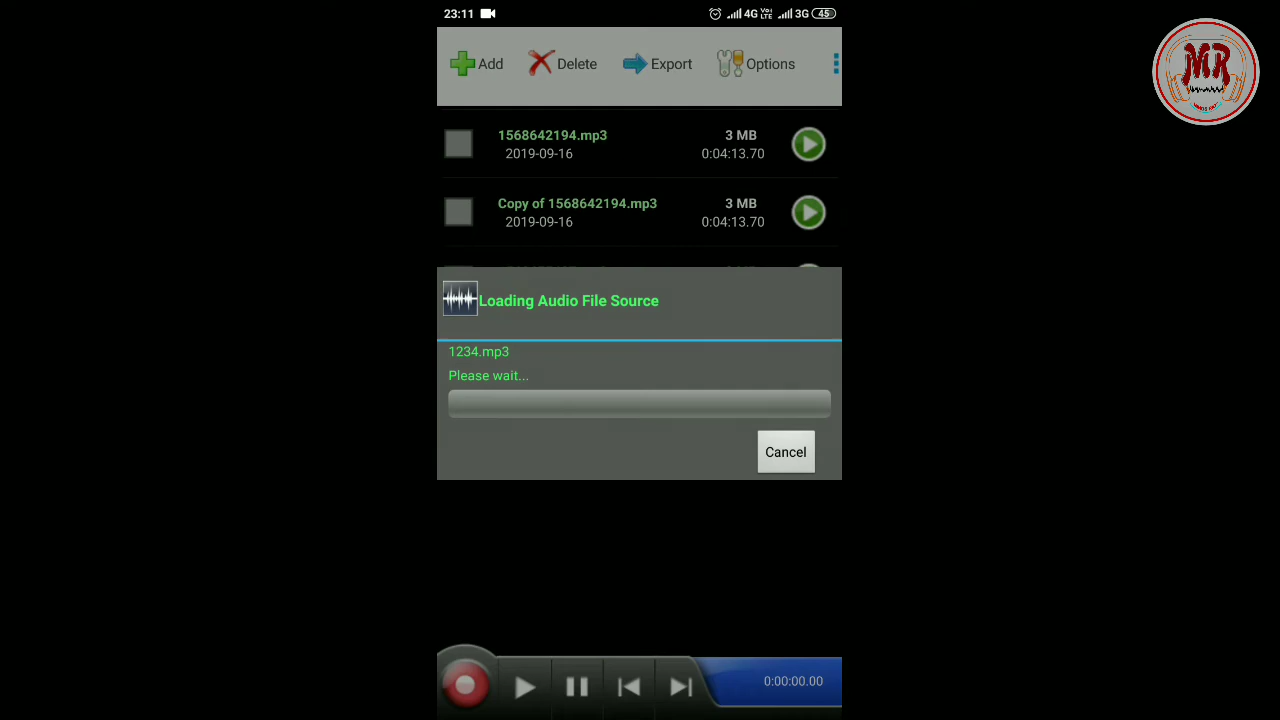 23:11
4G VoLTE 3G 45
Add Delete Export Options
1568642194.mp3 3 MB
2019-09-16 0:04:13.70
Copy of 1568642194.mp3 3 MB
2019-09-16 0:04:13.70
Loading Audio File Source
1234.mp3
Please wait...
Cancel
0:00:00.00
MR